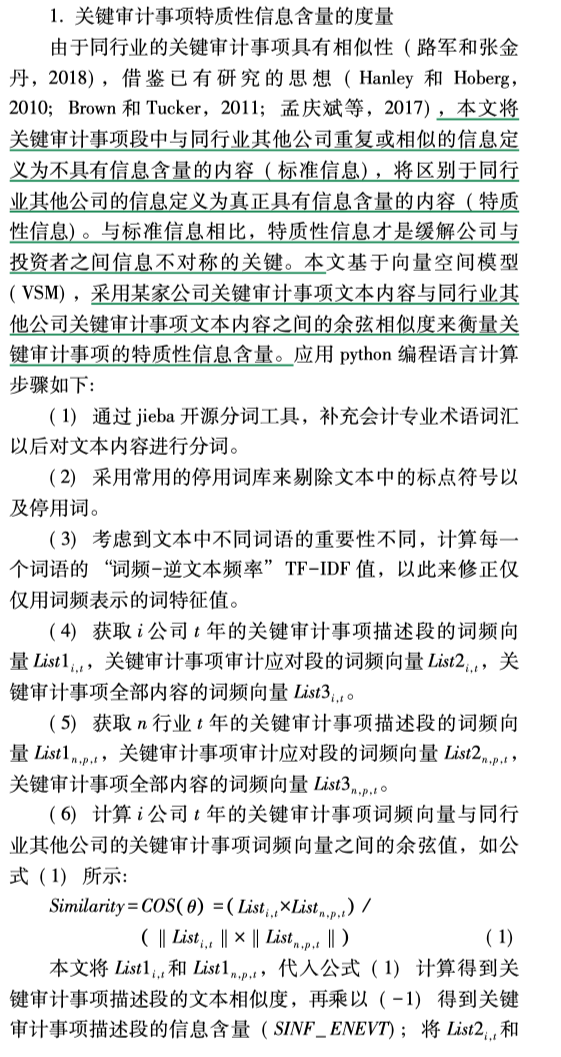 1. 关键审计事项特质性信息含量的度量
由于同行业的关键审计事项具有相似性（路军和张金
丹，2018），借鉴已有研究的思想（Hanley 和 Hoberg，
2010；Brown 和 Tucker，2011；孟庆斌等，2017），本文将
关键审计事项段中与同行业其他公司重复或相似的信息定
义为不具有信息含量的内容（标准信息），将区别于同行
业其他公司的信息定义为真正具有信息含量的内容（特质
性信息）。与标准信息相比，特质性信息才是缓解公司与
投资者之间信息不对称的关键。本文基于向量空间模型
（VSM），采用某家公司关键审计事项文本内容与同行业其
他公司关键审计事项文本内容之间的余弦相似度来衡量关
键审计事项的特质性信息含量。应用 python 编程语言计算
步骤如下：
（1）通过 jieba 开源分词工具，补充会计专业术语词汇
以后对文本内容进行分词。
（2）采用常用的停用词库来剔除文本中的标点符号以
及停用词。
（3）考虑到文本中不同词语的重要性不同，计算每一
个词语的“词频-逆文本频率”TF-IDF 值，以此来修正仅
仅用词频表示的词特征值。
（4）获取 i 公司 t 年的关键审计事项描述段的词频向
量 List1i,t，关键审计事项审计应对段的词频向量 List2i,t，关
键审计事项全部内容的词频向量 List3i,t。
（5）获取 n 行业 t 年的关键审计事项描述段的词频向
量 List1n,p,t，关键审计事项审计应对段的词频向量 List2n,p,t，
关键审计事项全部内容的词频向量 List3n,p,t。
（6）计算 i 公司 t 年的关键审计事项词频向量与同行
业其他公司的关键审计事项词频向量之间的余弦值，如公
式（1）所示：
Similarity=COS(θ)=(Listi,t×Listn,p,t)/
(‖Listi,t‖×‖Listn,p,t‖) （1）
本文将 List1i,t和 List1n,p,t，代入公式（1）计算得到关
键审计事项描述段的文本相似度，再乘以（-1）得到关键
审计事项描述段的信息含量（SINF_ENEVT）；将 List2i,t和